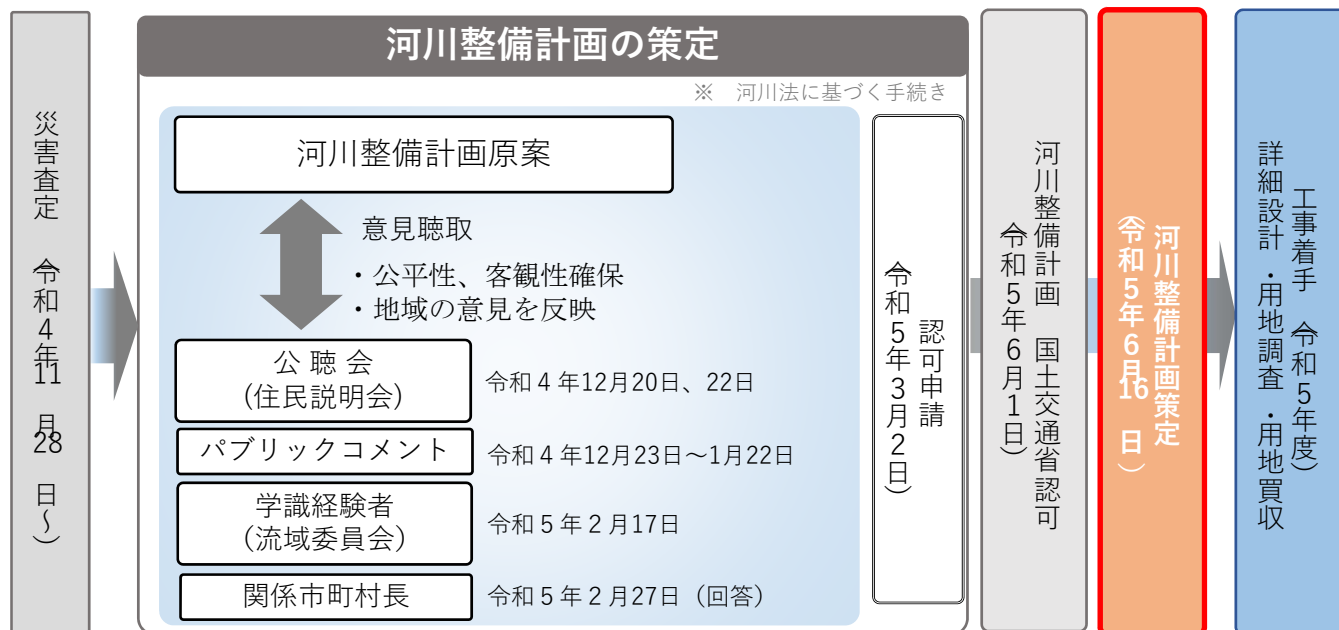 災害査定（令和4年11月28日～）
河川整備計画の策定
※　河川法に基づく手続き
河川整備計画原案
意見聴取
・公平性、客観性確保
・地域の意見を反映
公 聴 会
(住民説明会)
令和４年12月20日、22日
パブリックコメント
令和４年12月23日～1月22日
学識経験者
(流域委員会)
令和５年２月17日
関係市町村長
令和５年２月27日（回答）
認可申請
（令和５年３月２日）
河川整備計画　国土交通省認可
（令和５年６月１日）
河川整備計画策定
（令和５年６月16日）
工事着手（令和５年度）
詳細設計・用地調査・用地買収